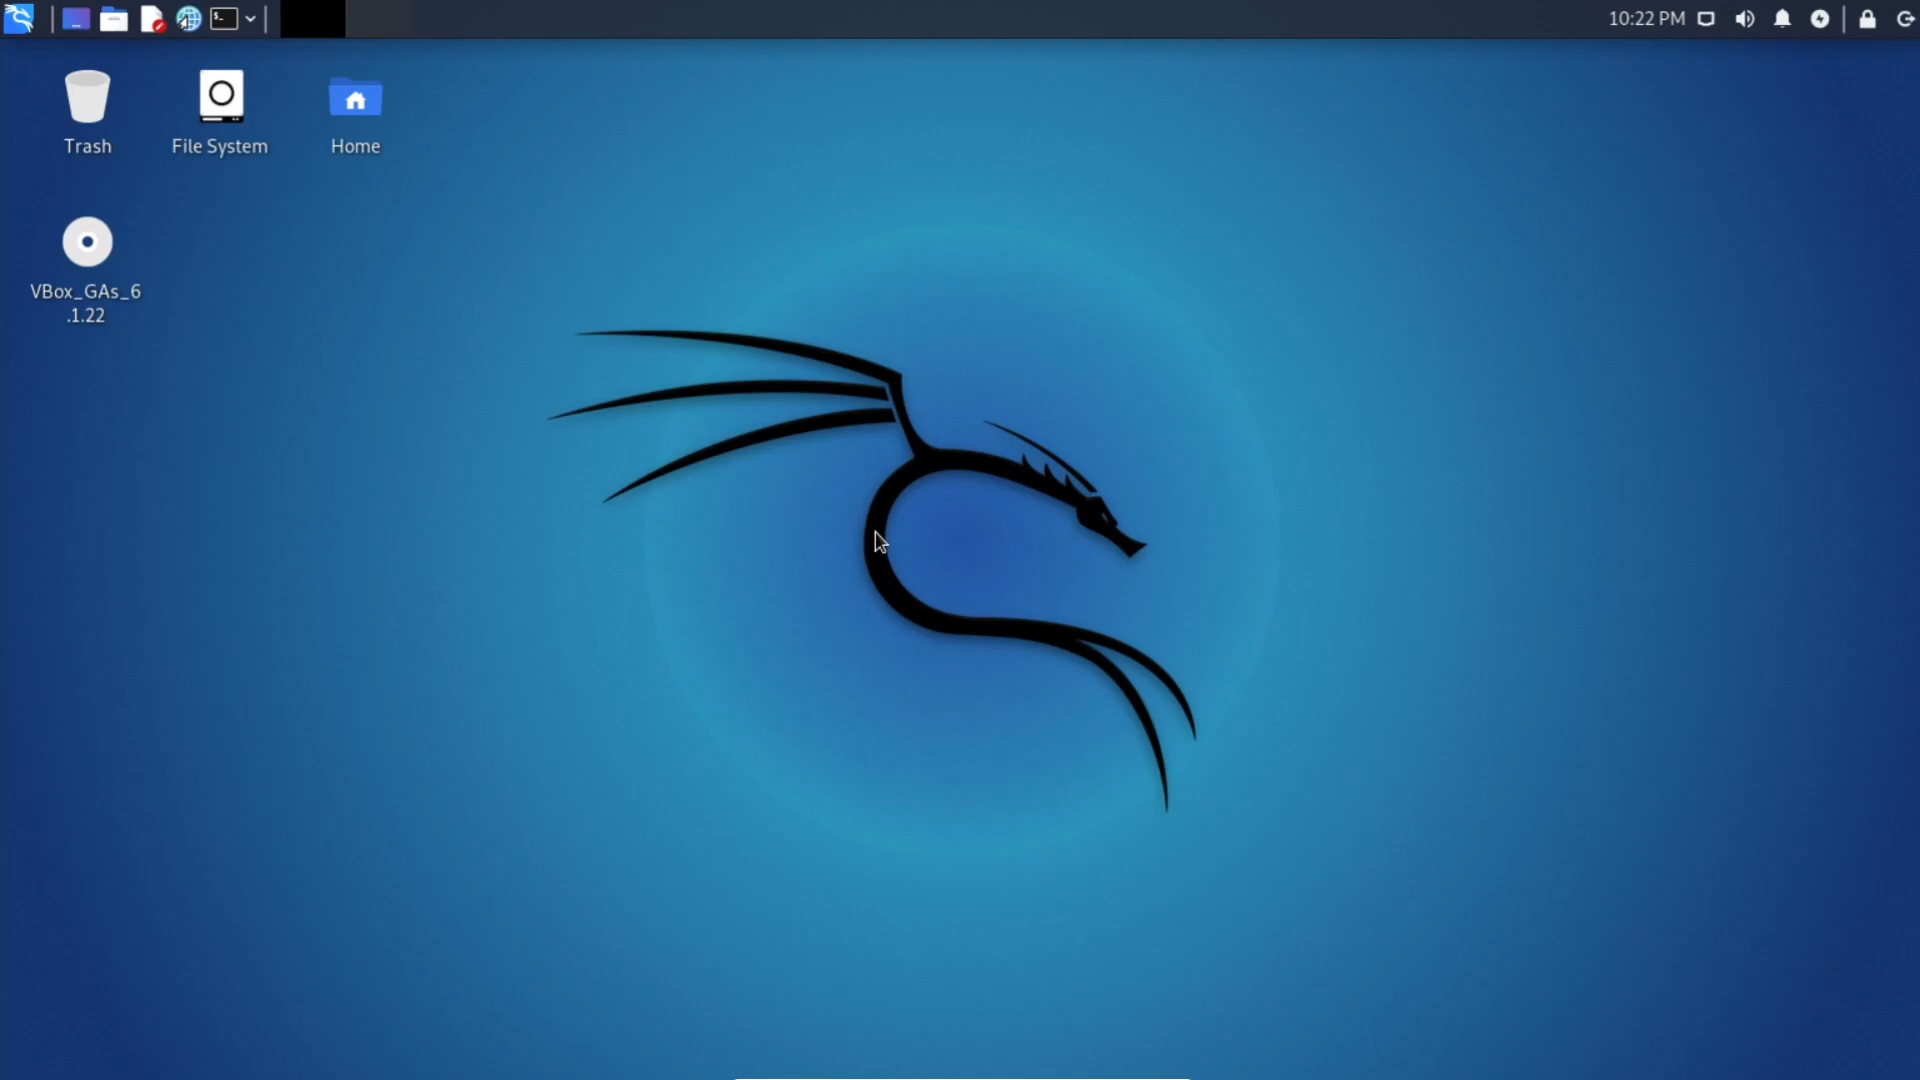 $_
10:22 PM
Trash
File System
Home
VBox_GAs_6
.1.22